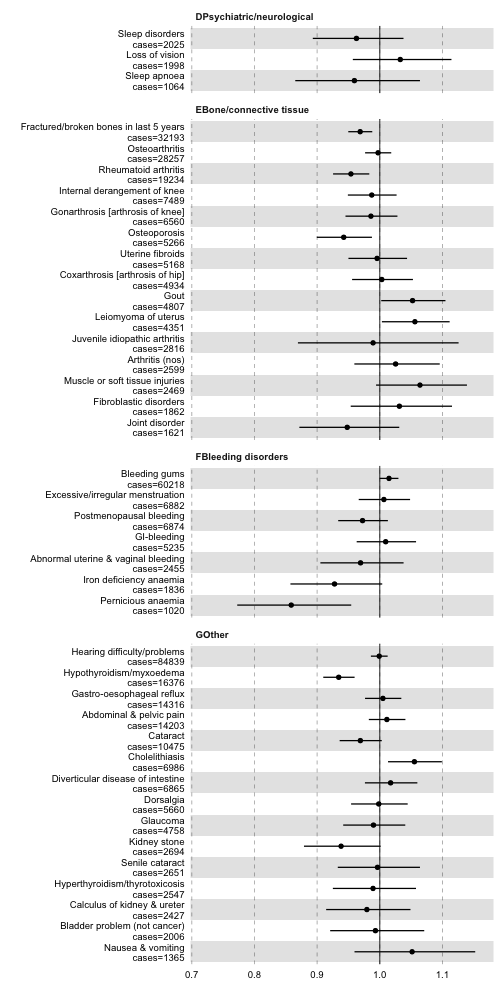 DPsychiatric/neurological
Sleep disorders
cases=2025
Loss of vision
cases=1998
Sleep apnoea
cases=1064
EBone/connective tissue
Fractured/broken bones in last 5 years
cases=32193
Osteoarthritis
cases=28257
Rheumatoid arthritis
cases=19234
Internal derangement of knee
cases=7489
Gonarthrosis [arthrosis of knee]
cases=6560
Osteoporosis
cases=5266
Uterine fibroids
cases=5168
Coxarthrosis [arthrosis of hip]
cases=4934
Gout
cases=4807
Leiomyoma of uterus
cases=4351
Juvenile idiopathic arthritis
cases=2816
Arthritis (nos)
cases=2599
Muscle or soft tissue injuries
cases=2469
Fibroblastic disorders
cases=1862
Joint disorder
cases=1621
FBleeding disorders
Bleeding gums
cases=60218
Excessive/irregular menstruation
cases=6882
Postmenopausal bleeding
cases=6874
GI-bleeding
cases=5235
Abnormal uterine & vaginal bleeding
cases=2455
Iron deficiency anaemia
cases=1836
Pernicious anaemia
cases=1020
GOther
Hearing difficulty/problems
cases=84839
Hypothyroidism/myxoedema
cases=16376
Gastro-oesophageal reflux
cases=14316
Abdominal & pelvic pain
cases=14203
Cataract
cases=10475
Cholelithiasis
cases=6986
Diverticular disease of intestine
cases=6865
Dorsalgia
cases=5660
Glaucoma
cases=4758
Kidney stone
cases=2694
Senile cataract
cases=2651
Hyperthyroidism/thyrotoxicosis
cases=2547
Calculus of kidney & ureter
cases=2427
Bladder problem (not cancer)
cases=2006
Nausea & vomiting
cases=1365
0.7 0.8 0.9 1.0 1.1